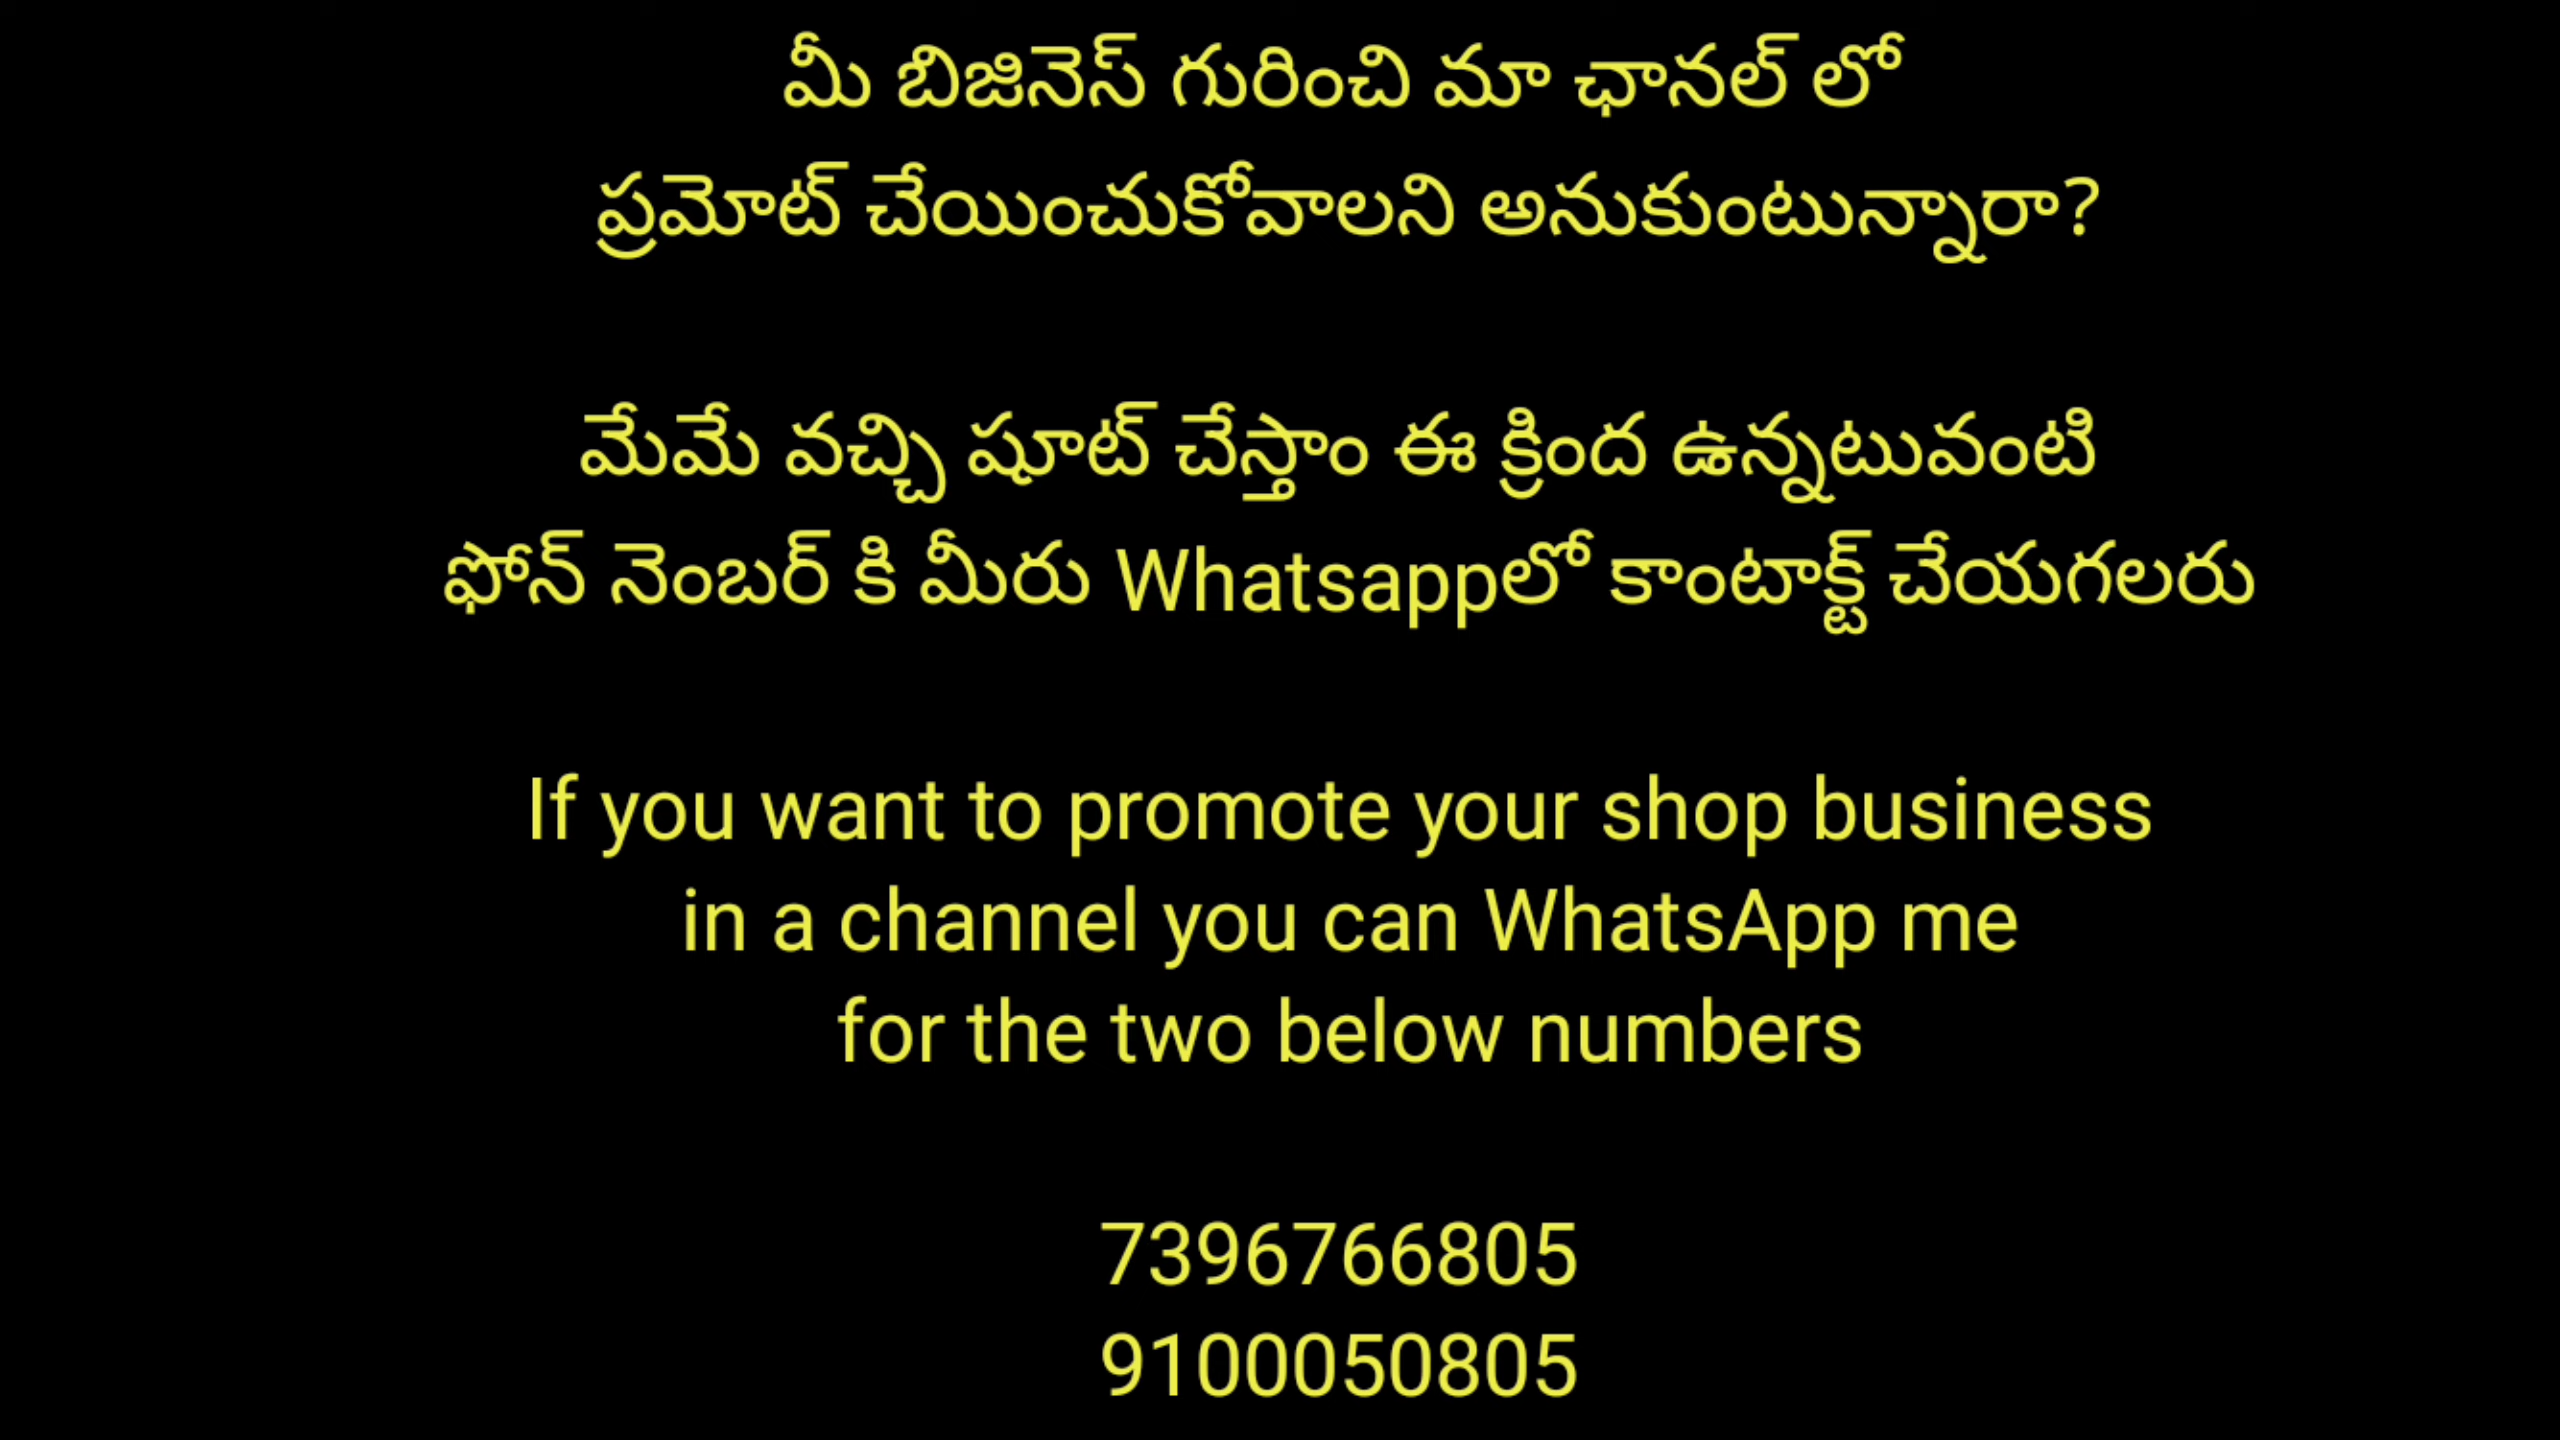 మీ బిజినెస్ గురించి మా ఛానల్ లో
ప్రమోట్ చేయించుకోవాలని అనుకుంటున్నారా?
మేమే వచ్చి షూట్ చేస్తాం ఈ క్రింద ఉన్నటువంటి
ఫోన్ నెంబర్ కి మీరు Whatsappలో కాంటాక్ట్ చేయగలరు
If you want to promote your shop business
in a channel you can WhatsApp me
for the two below numbers
7396766805
9100050805